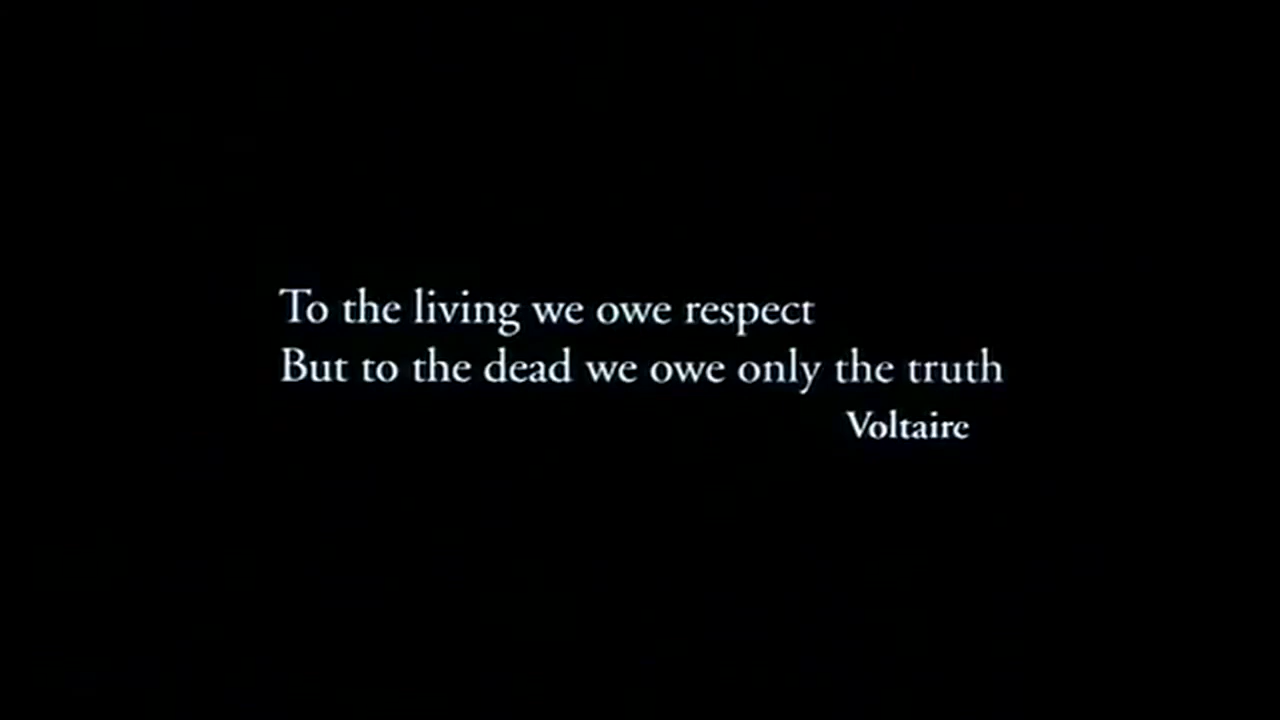 To the living we owe respect
But to the dead we owe only the truth
Voltaire